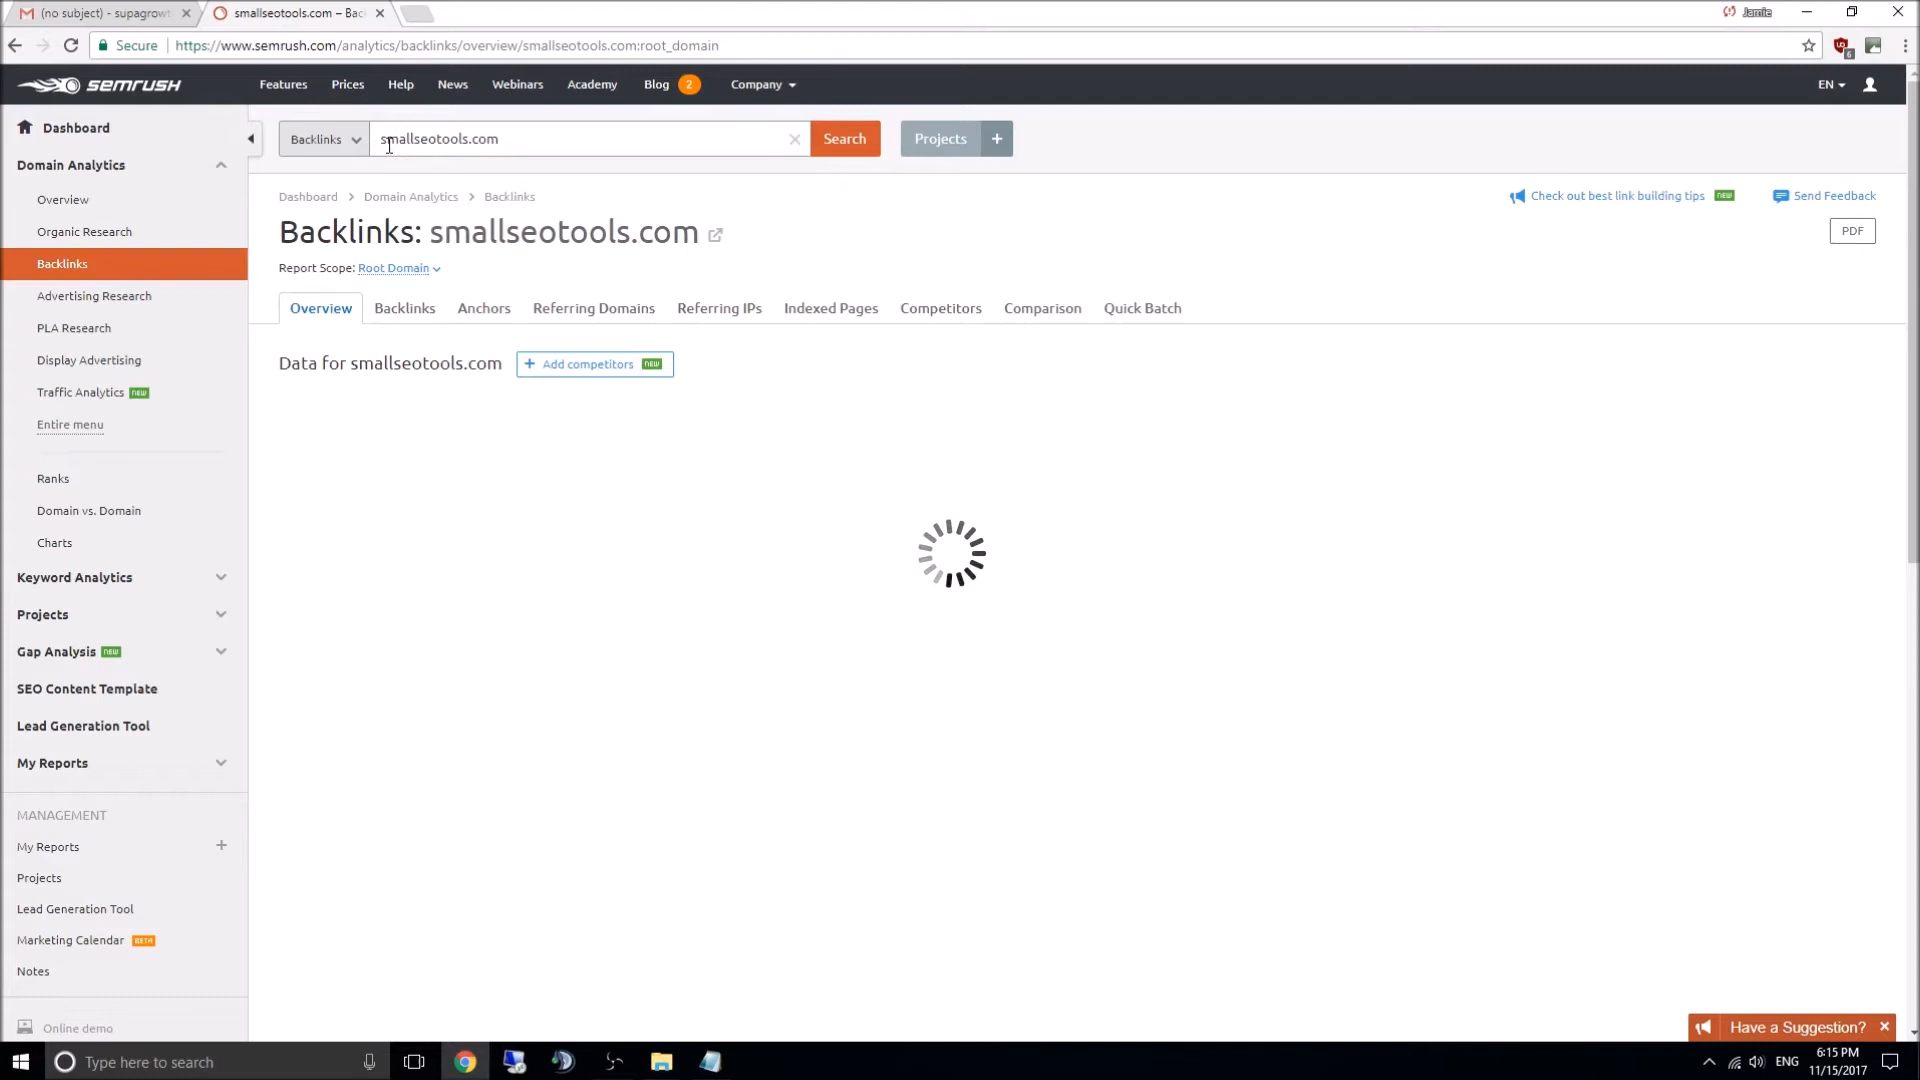 (no subject) - supagrowt
smallseotools.com – Bac
Jamie
Secure | https://www.semrush.com/analytics/backlinks/overview/smallseotools.com:root_domain
6
SEMRUSH
Features
Prices
Help
News
Webinars
Academy
Blog 2
Company
EN
Dashboard
Domain Analytics
Overview
Organic Research
Backlinks
Advertising Research
PLA Research
Display Advertising
Traffic Analytics NEW
Entire menu
Ranks
Domain vs. Domain
Charts
Keyword Analytics
Projects
Gap Analysis NEW
SEO Content Template
Lead Generation Tool
My Reports
MANAGEMENT
My Reports +
Projects
Lead Generation Tool
Marketing Calendar BETA
Notes
Online demo
Backlinks
smallseotools.com
Search
Projects +
Dashboard > Domain Analytics > Backlinks
Check out best link building tips NEW
Send Feedback
Backlinks: smallseotools.com
PDF
Report Scope: Root Domain
Overview
Backlinks
Anchors
Referring Domains
Referring IPs
Indexed Pages
Competitors
Comparison
Quick Batch
Data for smallseotools.com
+ Add competitors NEW
Have a Suggestion?
Type here to search
ENG
6:15 PM
11/15/2017